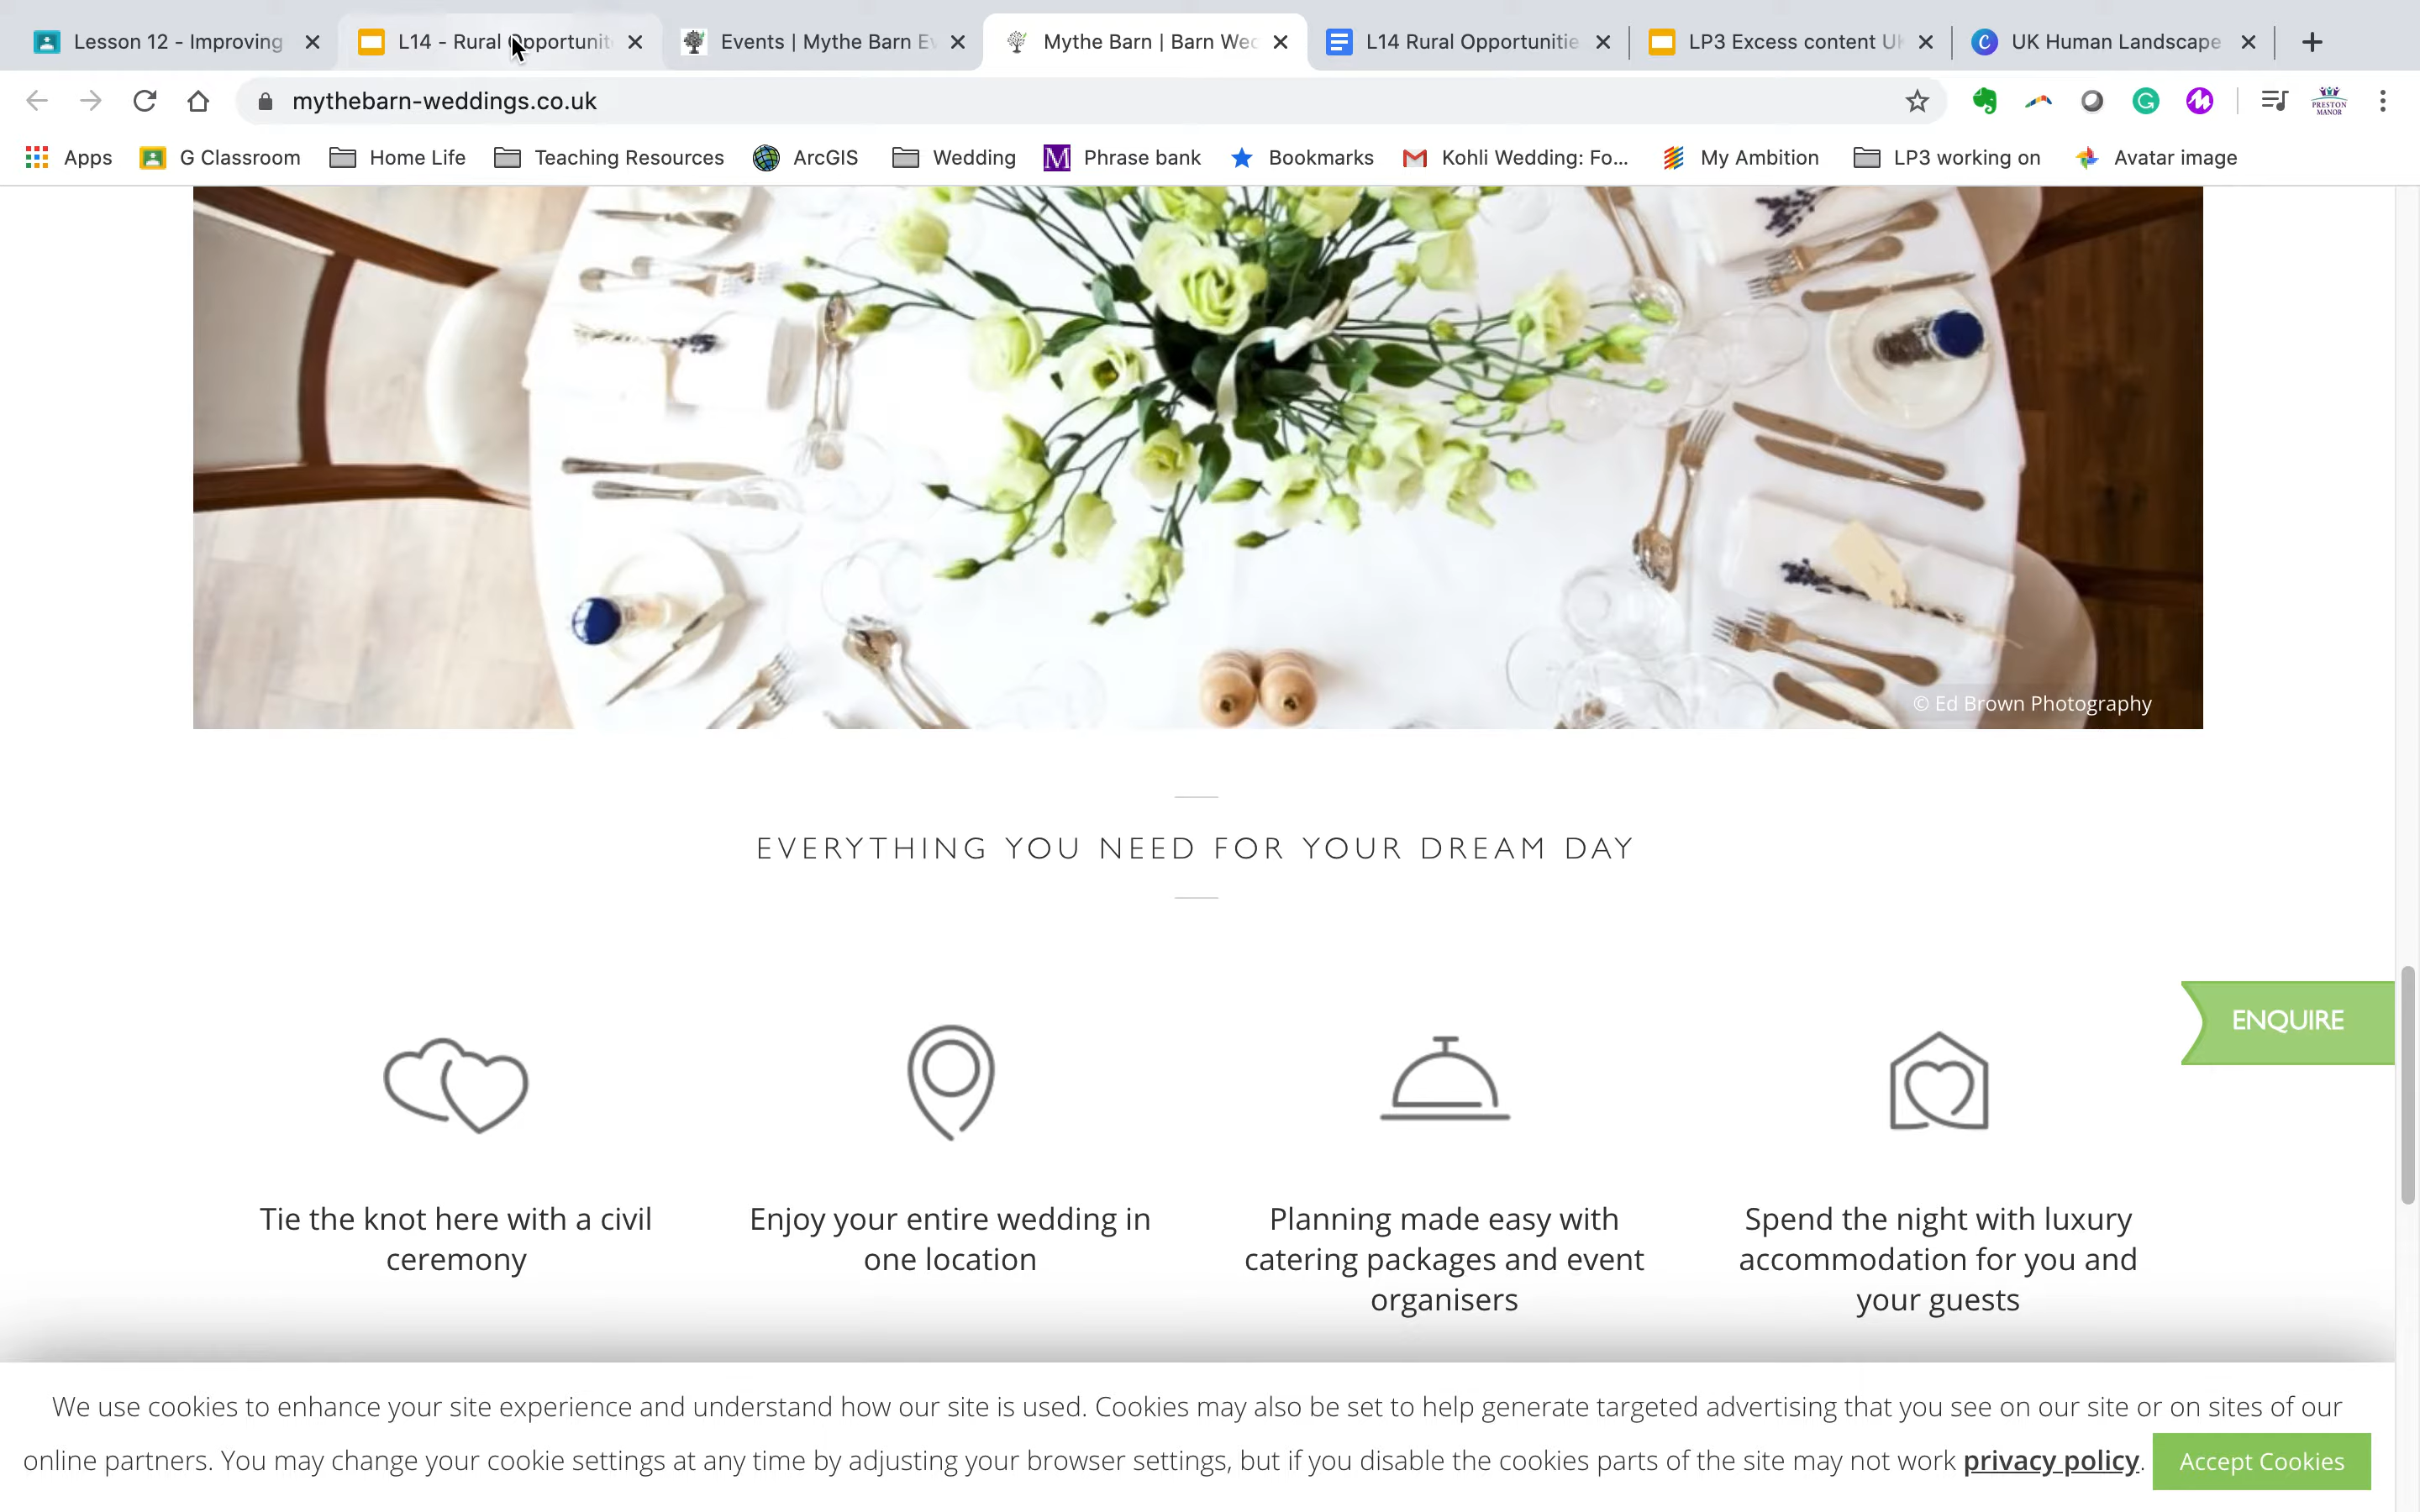 Lesson 12 - Improving
L14 - Rural Opportunit
Events | Mythe Barn Ev
Mythe Barn | Barn Wed
L14 Rural Opportunitie
LP3 Excess content UK
UK Human Landscape
mythebarn-weddings.co.uk
PRESTON
MANOR
Apps
G Classroom
Home Life
Teaching Resources
ArcGIS
Wedding
M
Phrase bank
Bookmarks
Kohli Wedding: Fo...
My Ambition
LP3 working on
Avatar image
© Ed Brown Photography
EVERYTHING YOU NEED FOR YOUR DREAM DAY
ENQUIRE
Tie the knot here with a civil
ceremony
Enjoy your entire wedding in
one location
Planning made easy with
catering packages and event
organisers
Spend the night with luxury
accommodation for you and
your guests
We use cookies to enhance your site experience and understand how our site is used. Cookies may also be set to help generate targeted advertising that you see on our site or on sites of our
online partners. You may change your cookie settings at any time by adjusting your browser settings, but if you disable the cookies parts of the site may not work privacy policy.
Accept Cookies